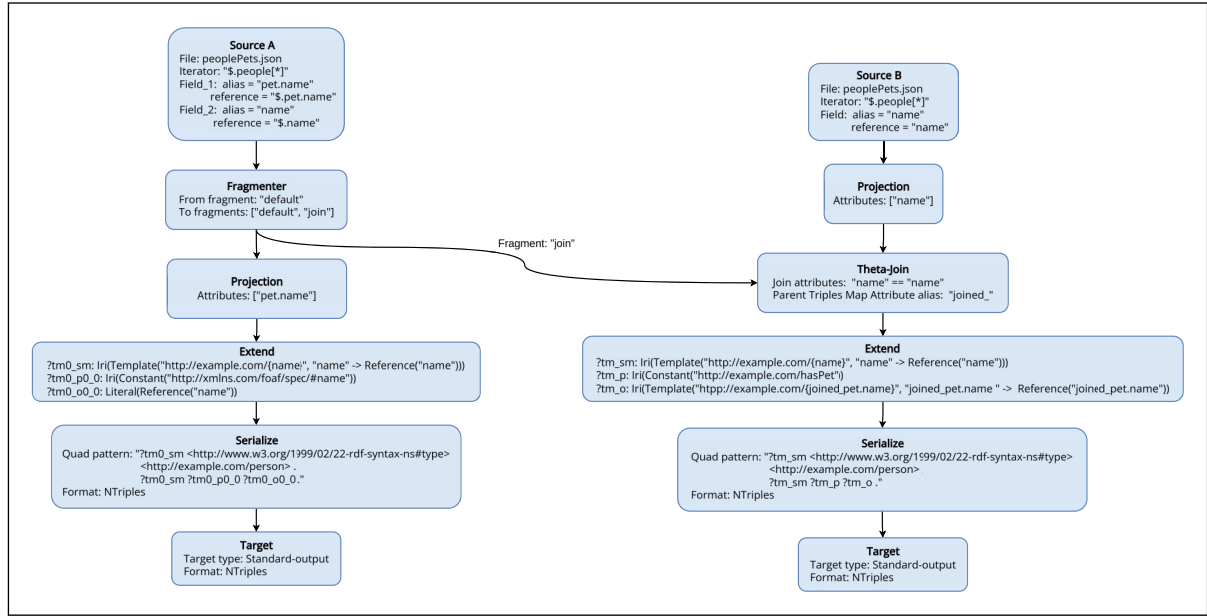 Source A
File: peoplePets.json
Iterator: "$.people[*]"
Field_1:  alias = "pet.name"
reference = "$.pet.name"
Field_2:  alias = "name"
reference = "$.name"
Fragmenter
From fragment: "default"
To fragments: ["default", "join"]
Fragment: "join"
Projection
Attributes: ["pet.name"]
Extend
?tm0_sm: Iri(Template("http://example.com/{name}", "name" -> Reference("name")))
?tm0_p0_0: Iri(Constant("http://xmlns.com/foaf/spec/#name"))
?tm0_o0_0: Literal(Reference("name"))
Serialize
Quad pattern: "?tm0_sm <http://www.w3.org/1999/02/22-rdf-syntax-ns#type>
<http://example.com/person> .
?tm0_sm ?tm0_p0_0 ?tm0_o0_0."
Format: NTriples
Target
Target type: Standard-output
Format: NTriples
Source B
File: peoplePets.json
Iterator: "$.people[*]"
Field:  alias = "name"
reference = "name"
Projection
Attributes: ["name"]
Theta-Join
Join attributes:  "name" == "name"
Parent Triples Map Attribute alias:  "joined_"
Extend
?tm_sm: Iri(Template("http://example.com/{name}", "name" -> Reference("name")))
?tm_p: Iri(Constant("http://example.com/hasPet"))
?tm_o: Iri(Template("htpp://example.com/{joined_pet.name}", "joined_pet.name " ->  Reference("joined_pet.name"))
Serialize
Quad pattern: "?tm_sm <http://www.w3.org/1999/02/22-rdf-syntax-ns#type>
<http://example.com/person>
?tm_sm ?tm_p ?tm_o ."
Format: NTriples
Target
Target type: Standard-output
Format: NTriples